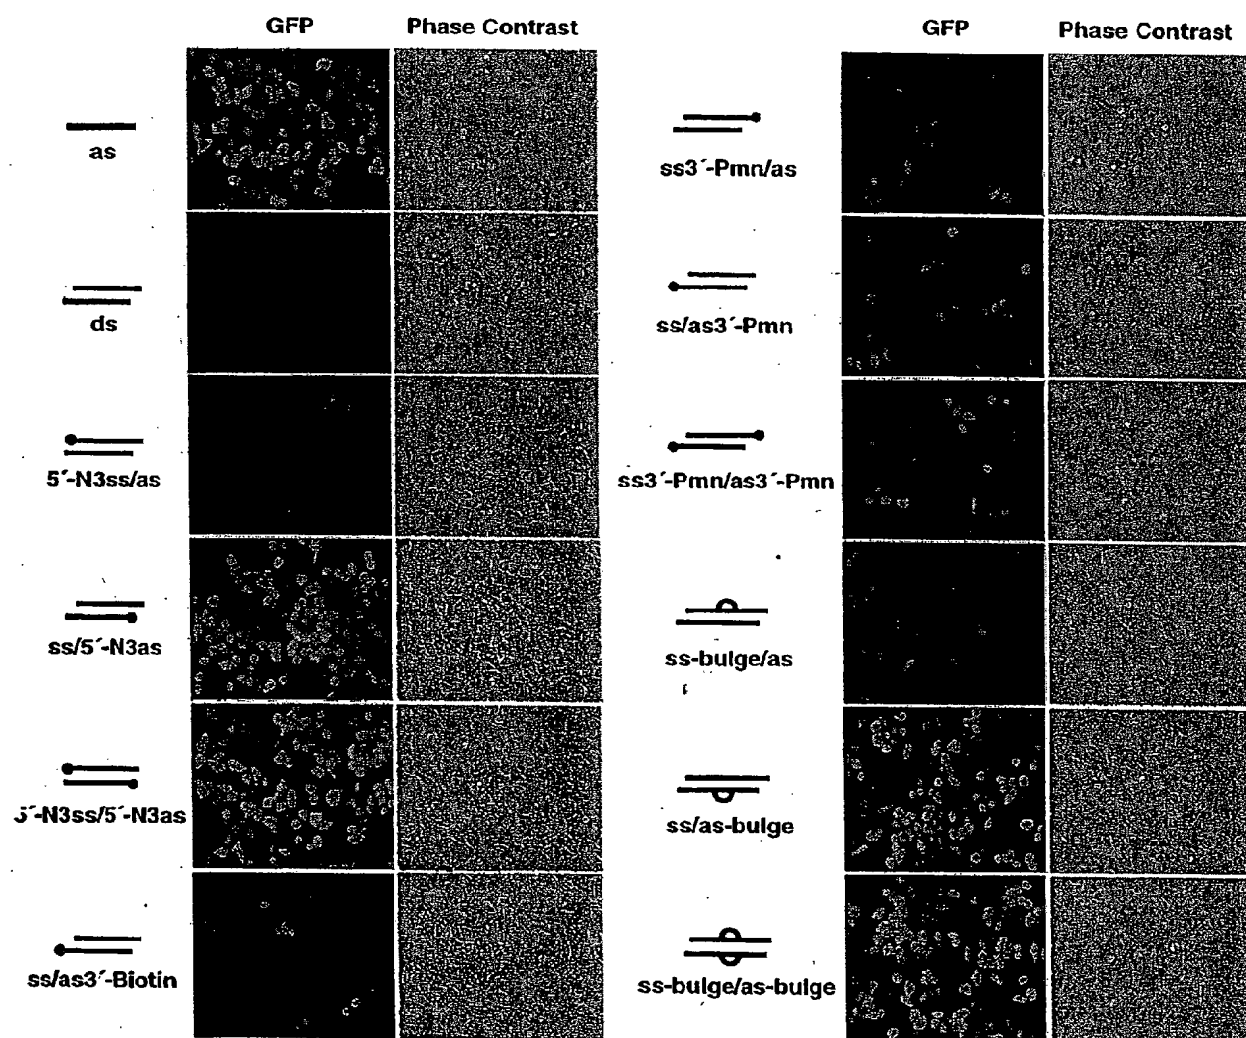 GFP Phase Contrast
as
ds
5´-N3ss/as
ss/5´-N3as
5´-N3ss/5´-N3as
ss/as3´-Biotin
GFP Phase Contrast
ss3´-Pmn/as
ss/as3´-Pmn
ss3´-Pmn/as3´-Pmn
ss-bulge/as
ss/as-bulge
ss-bulge/as-bulge